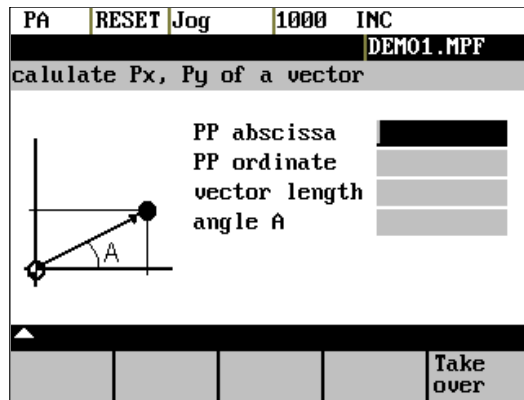 PA RESET Jog 1000 INC
DEMO1.MPF
calulate Px, Py of a vector
PP abscissa
PP ordinate
vector length
angle A
A
Take
over